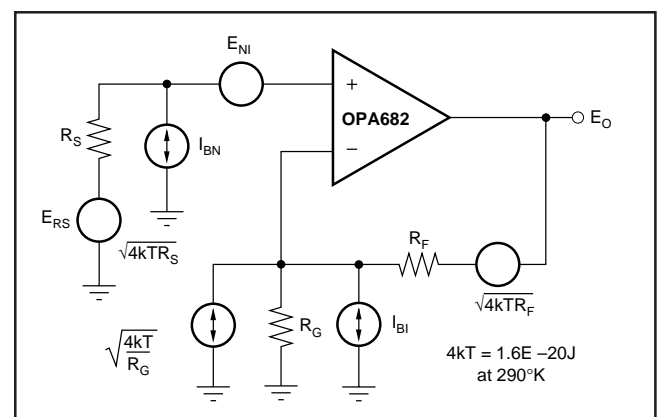 E_NI
+
OPA682
E_O
R_S
I_BN
−
E_RS
√4kTR_S
R_F
√4kTR_F
√4kT/R_G
R_G
I_BI
4kT = 1.6E –20J
at 290°K